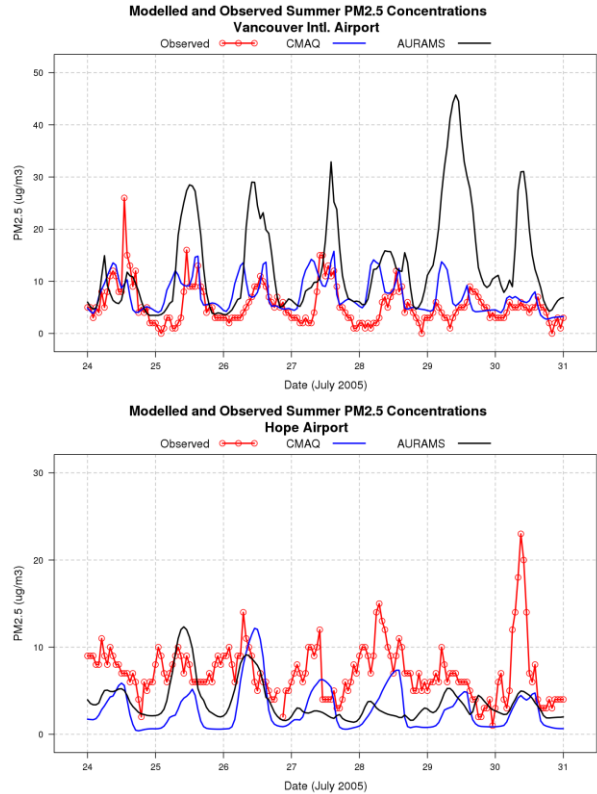 Modelled and Observed Summer PM2.5 Concentrations
Vancouver Intl. Airport
Observed CMAQ AURAMS
50
40
30
20
10
0
PM2.5 (ug/m3)
24 25 26 27 28 29 30 31
Date (July 2005)
Modelled and Observed Summer PM2.5 Concentrations
Hope Airport
Observed CMAQ AURAMS
30
20
10
0
PM2.5 (ug/m3)
24 25 26 27 28 29 30 31
Date (July 2005)